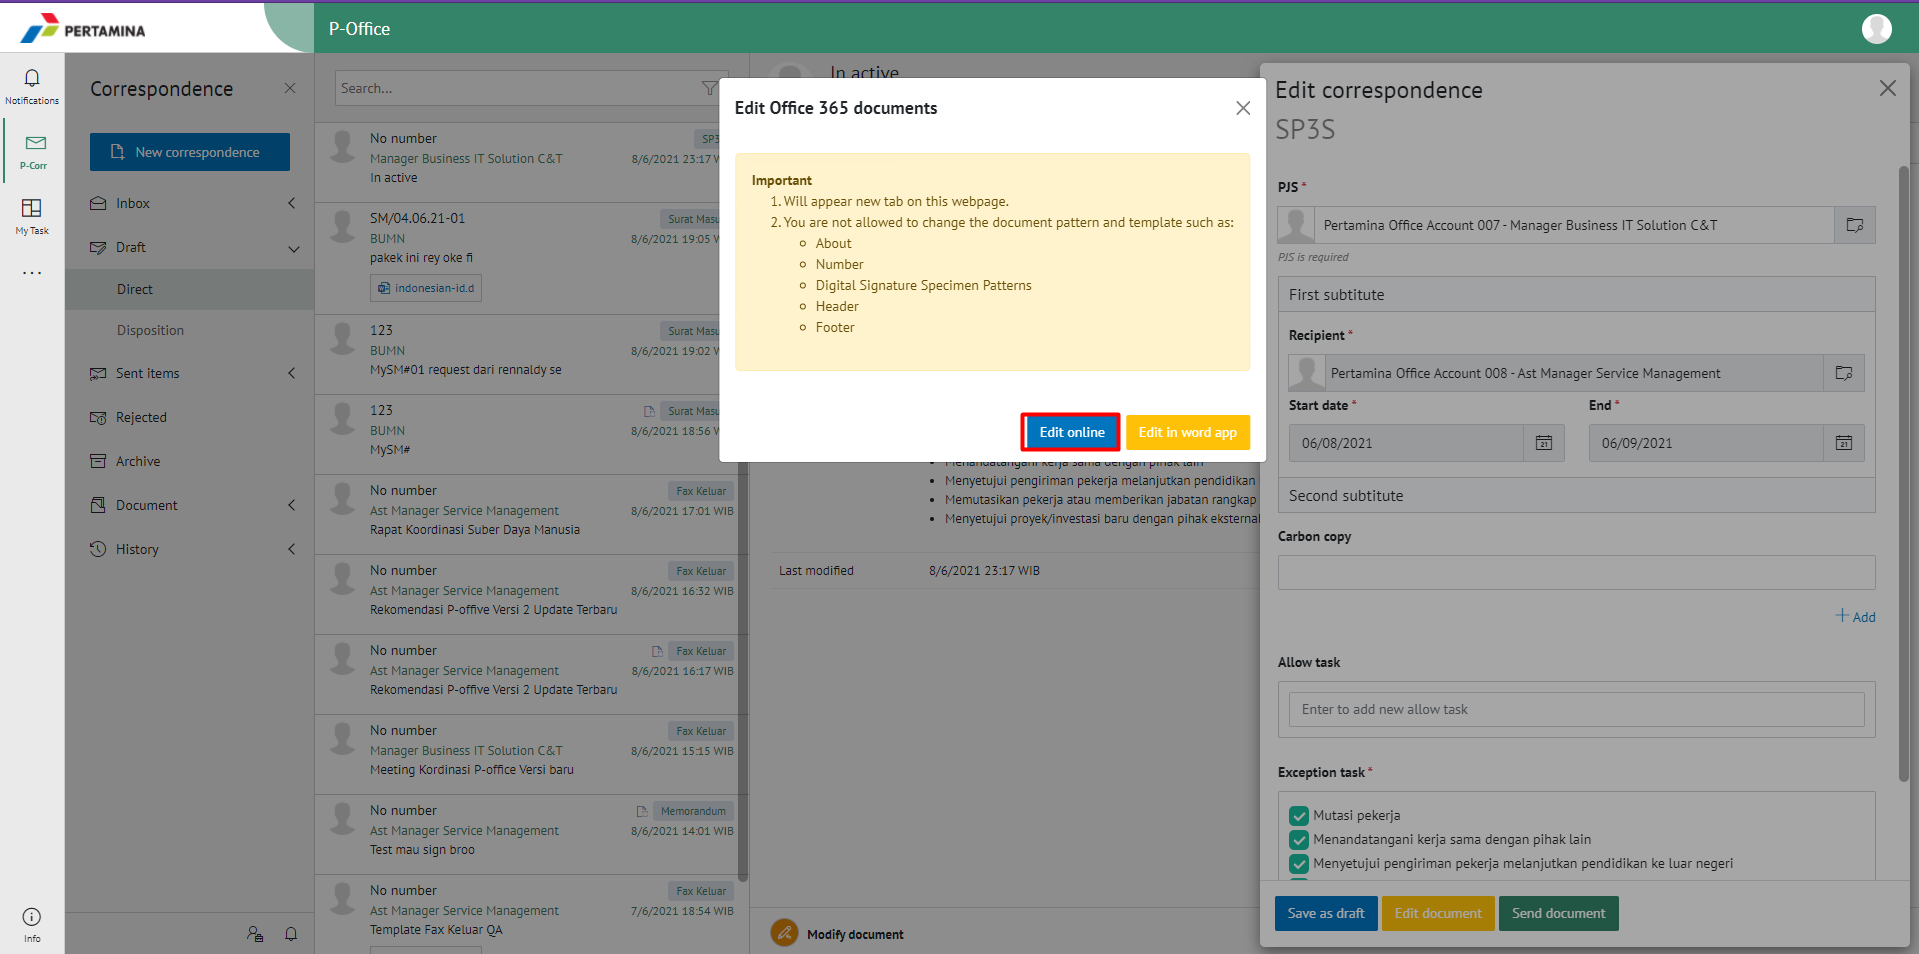 PERTAMINA
P-Office
Notifications
P-Corr
My Task
Info
Correspondence
New correspondence
Inbox
Draft
Direct
Disposition
Sent items
Rejected
Archive
Document
History
Search...
No number
SP3
Manager Business IT Solution C&T
8/6/2021 23:17 W
In active
SM/04.06.21-01
Surat Masu
BUMN
8/6/2021 19:05 W
pakek ini rey oke fi
indonesian-id.d
123
Surat Masu
BUMN
8/6/2021 19:02 W
MySM#01 request dari rennaldy se
123
Surat Masu
BUMN
8/6/2021 18:56 W
MySM#
No number
Fax Keluar
Ast Manager Service Management
8/6/2021 17:01 WIB
Rapat Koordinasi Suber Daya Manusia
No number
Fax Keluar
Ast Manager Service Management
8/6/2021 16:32 WIB
Rekomendasi P-offive Versi 2 Update Terbaru
No number
Fax Keluar
Ast Manager Service Management
8/6/2021 16:17 WIB
Rekomendasi P-offive Versi 2 Update Terbaru
No number
Fax Keluar
Manager Business IT Solution C&T
8/6/2021 15:15 WIB
Meeting Kordinasi P-office Versi baru
No number
Memorandum
Ast Manager Service Management
8/6/2021 14:01 WIB
Test mau sign broo
No number
Fax Keluar
Ast Manager Service Management
7/6/2021 18:54 WIB
Template Fax Keluar QA
In active
Edit Office 365 documents
Important
1. Will appear new tab on this webpage.
2. You are not allowed to change the document pattern and template such as:
About
Number
Digital Signature Specimen Patterns
Header
Footer
Edit online
Edit in word app
Menandatangani kerja sama dengan pihak lain
Menyetujui pengiriman pekerja melanjutkan pendidikan
Memutasikan pekerja atau memberikan jabatan rangkap
Menyetujui proyek/investasi baru dengan pihak eksternal
Last modified
8/6/2021 23:17 WIB
Modify document
Edit correspondence
SP3S
PJS *
Pertamina Office Account 007 - Manager Business IT Solution C&T
PJS is required
First subtitute
Recipient *
Pertamina Office Account 008 - Ast Manager Service Management
Start date *
End *
06/08/2021
06/09/2021
Second subtitute
Carbon copy
+ Add
Allow task
Enter to add new allow task
Exception task *
Mutasi pekerja
Menandatangani kerja sama dengan pihak lain
Menyetujui pengiriman pekerja melanjutkan pendidikan ke luar negeri
Save as draft
Edit document
Send document